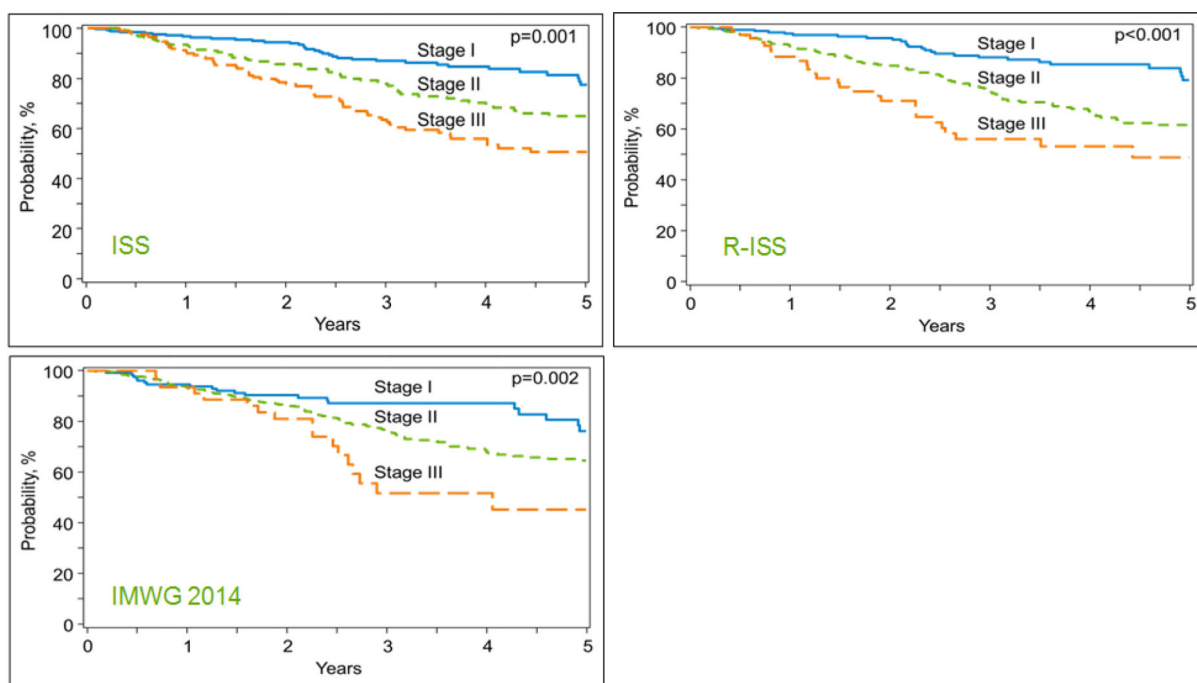 100
80
60
40
20
0
Probability, %
Stage I
Stage II
Stage III
p=0.001
ISS
0 1 2 3 4 5
Years
100
80
60
40
20
0
Probability, %
Stage I
Stage II
Stage III
p<0.001
R-ISS
0 1 2 3 4 5
Years
100
80
60
40
80
20
0
Probability, %
Stage I
Stage II
Stage III
p=0.002
IMWG 2014
0 1 2 3 4 5
Years